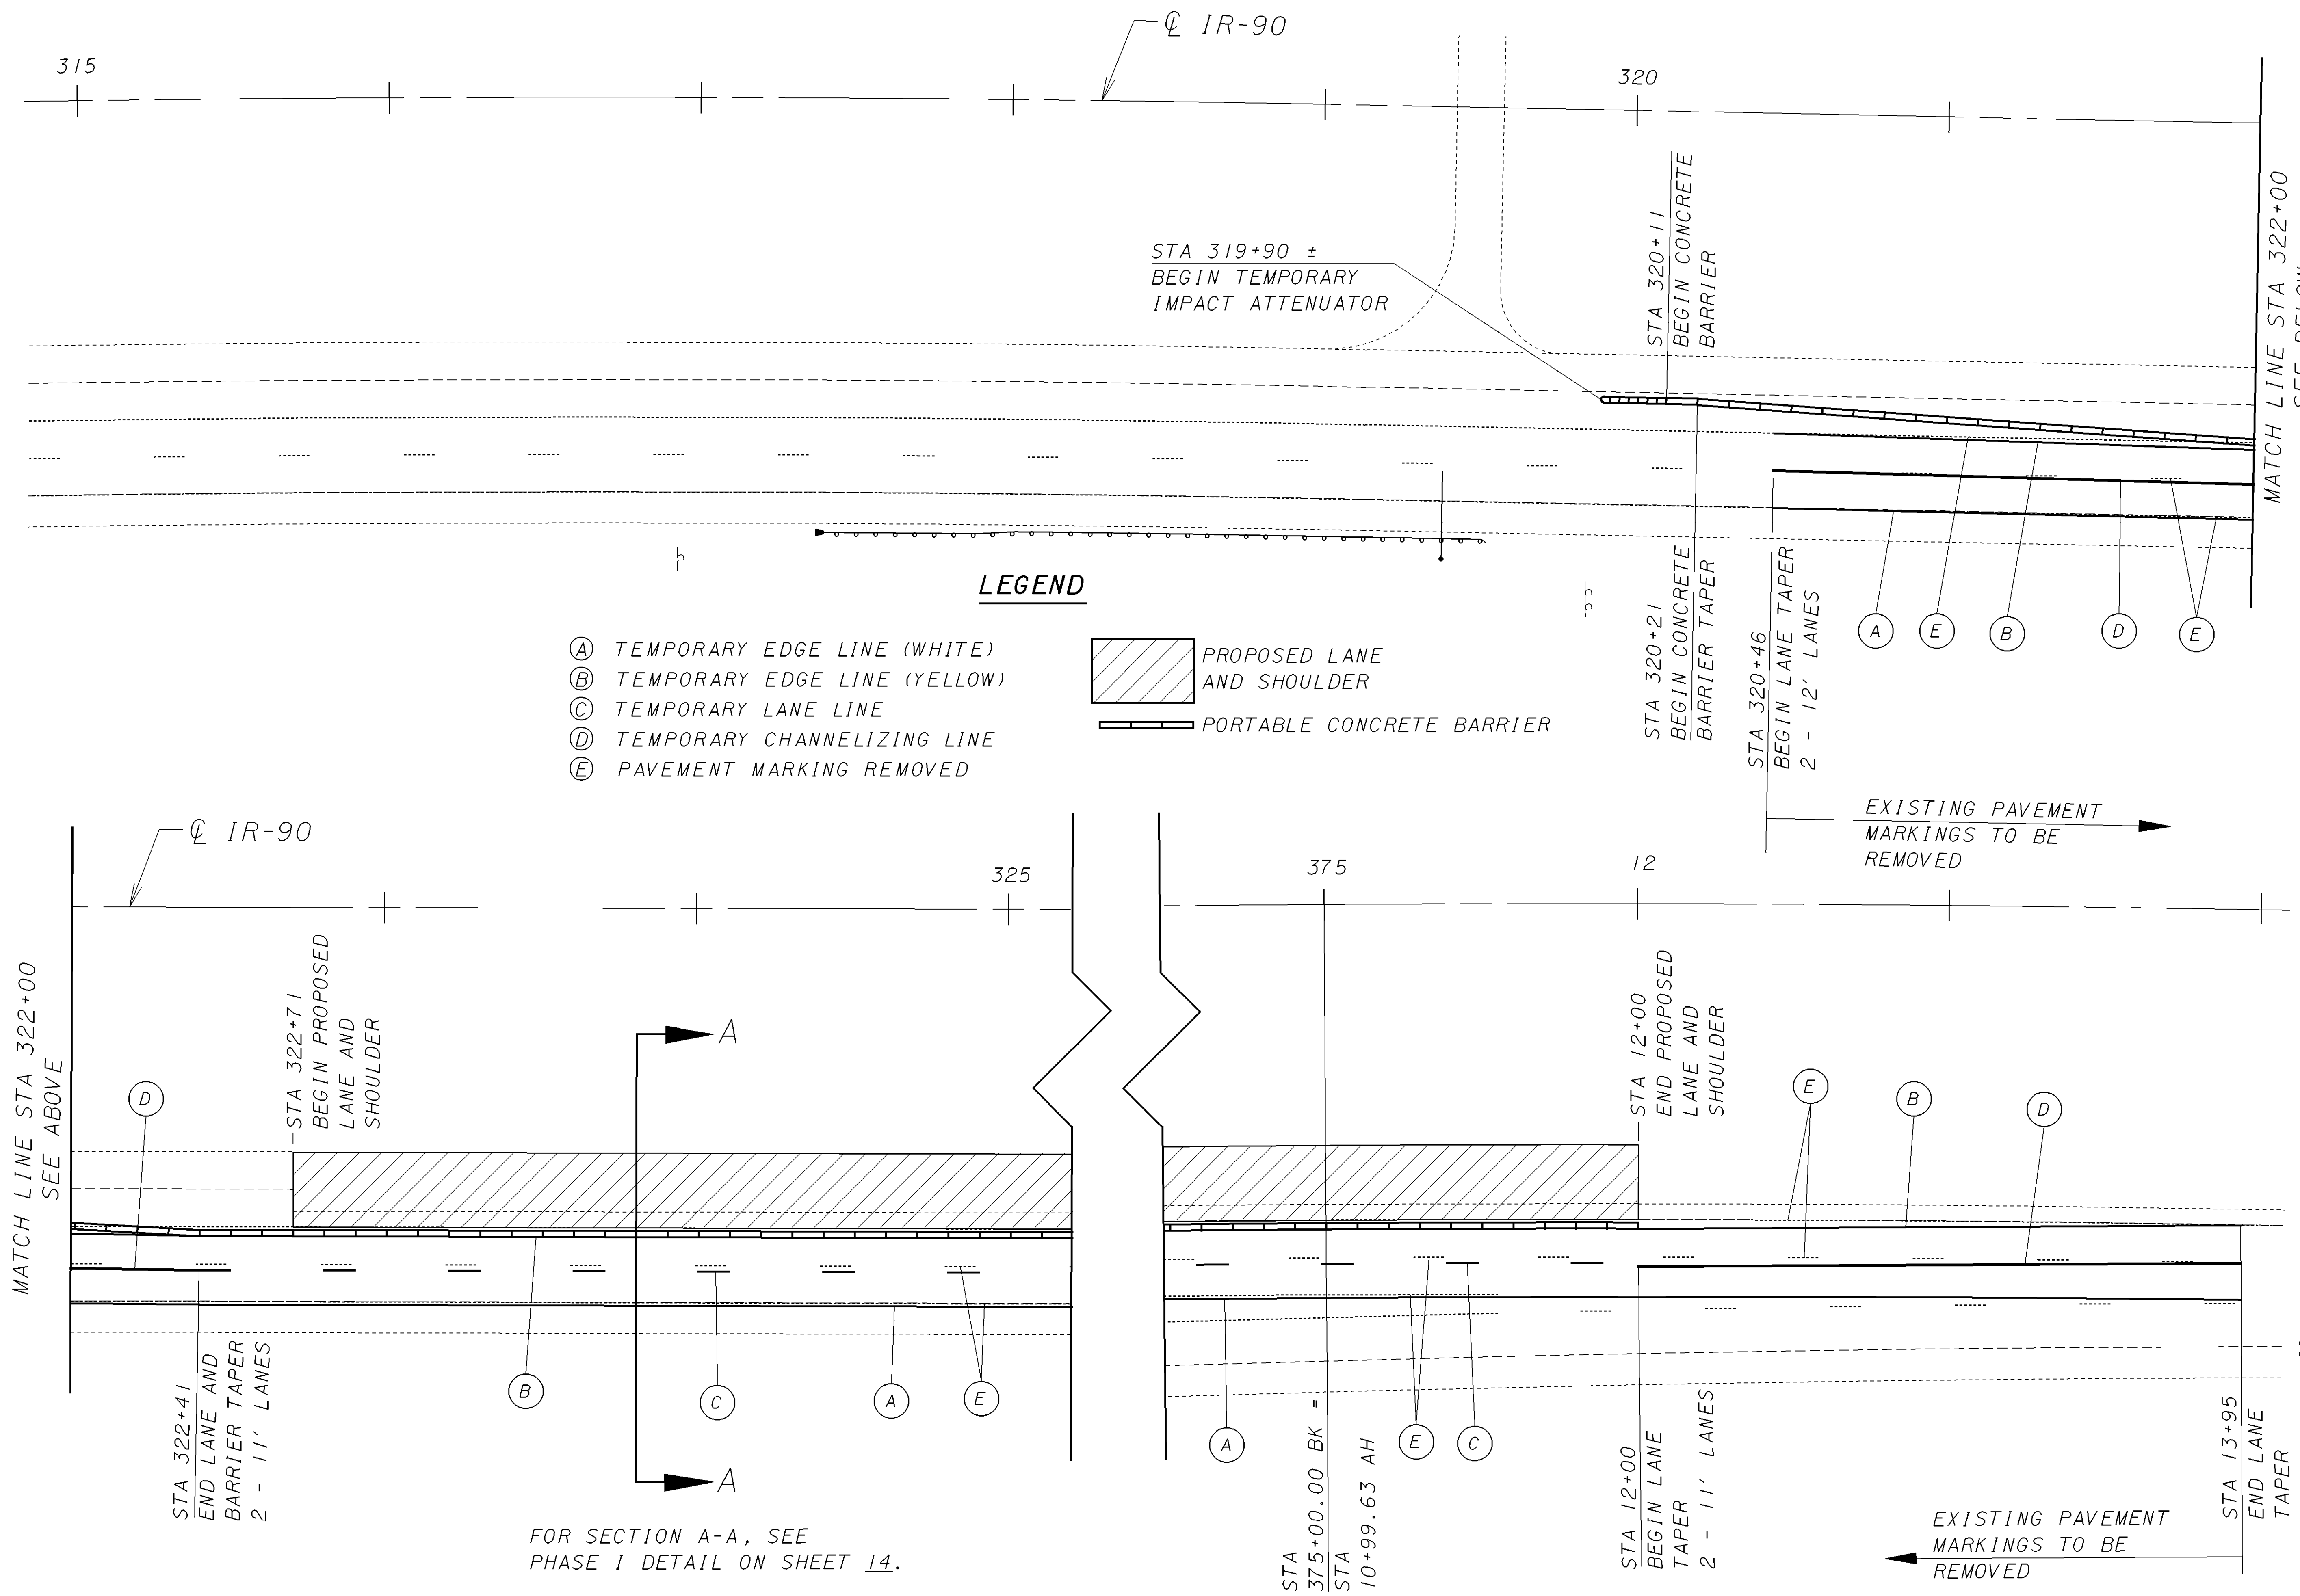 ℄ IR-90
315
320
STA 319+90 ±
BEGIN TEMPORARY
IMPACT ATTENUATOR
STA 320+11
BEGIN CONCRETE
BARRIER
MATCH LINE STA 322+00
STA 320+21
BEGIN CONCRETE
BARRIER TAPER
STA 320+46
BEGIN LANE TAPER
2 - 12' LANES
A
E
B
D
E
EXISTING PAVEMENT
MARKINGS TO BE
REMOVED
LEGEND
A TEMPORARY EDGE LINE (WHITE)
B TEMPORARY EDGE LINE (YELLOW)
C TEMPORARY LANE LINE
D TEMPORARY CHANNELIZING LINE
E PAVEMENT MARKING REMOVED
PROPOSED LANE
AND SHOULDER
PORTABLE CONCRETE BARRIER
℄ IR-90
325
375
12
MATCH LINE STA 322+00
SEE ABOVE
D
STA 322+71
BEGIN PROPOSED
LANE AND
SHOULDER
A
A
STA 12+00
END PROPOSED
LANE AND
SHOULDER
E
B
D
STA 322+41
END LANE AND
BARRIER TAPER
2 - 11' LANES
B
C
A
E
A
E
C
STA
375+00.00 BK =
STA
10+99.63 AH
STA 12+00
BEGIN LANE
TAPER
2 - 11' LANES
STA 13+95
END LANE
TAPER
EXISTING PAVEMENT
MARKINGS TO BE
REMOVED
FOR SECTION A-A, SEE
PHASE I DETAIL ON SHEET 14.